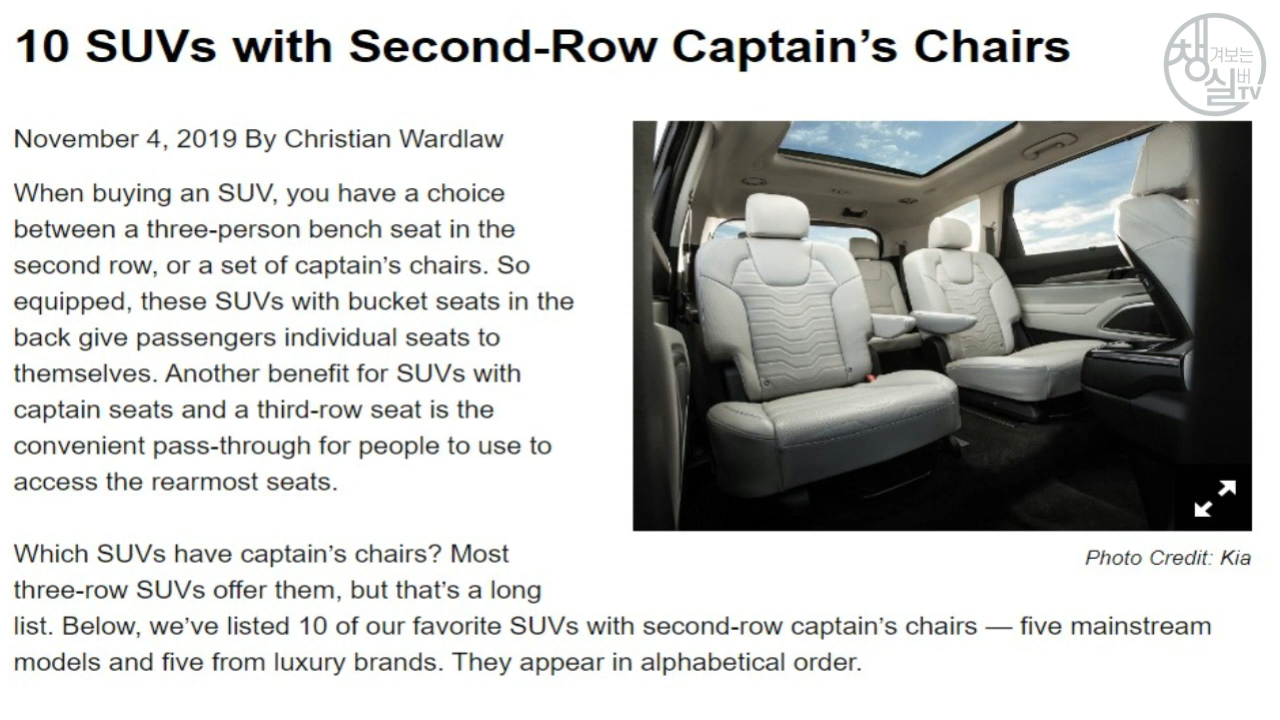 10 SUVs with Second-Row Captain’s Chairs
챙겨보는
실버TV
November 4, 2019 By Christian Wardlaw
When buying an SUV, you have a choice
between a three-person bench seat in the
second row, or a set of captain’s chairs. So
equipped, these SUVs with bucket seats in the
back give passengers individual seats to
themselves. Another benefit for SUVs with
captain seats and a third-row seat is the
convenient pass-through for people to use to
access the rearmost seats.
Photo Credit: Kia
Which SUVs have captain’s chairs? Most
three-row SUVs offer them, but that’s a long
list. Below, we’ve listed 10 of our favorite SUVs with second-row captain’s chairs — five mainstream
models and five from luxury brands. They appear in alphabetical order.